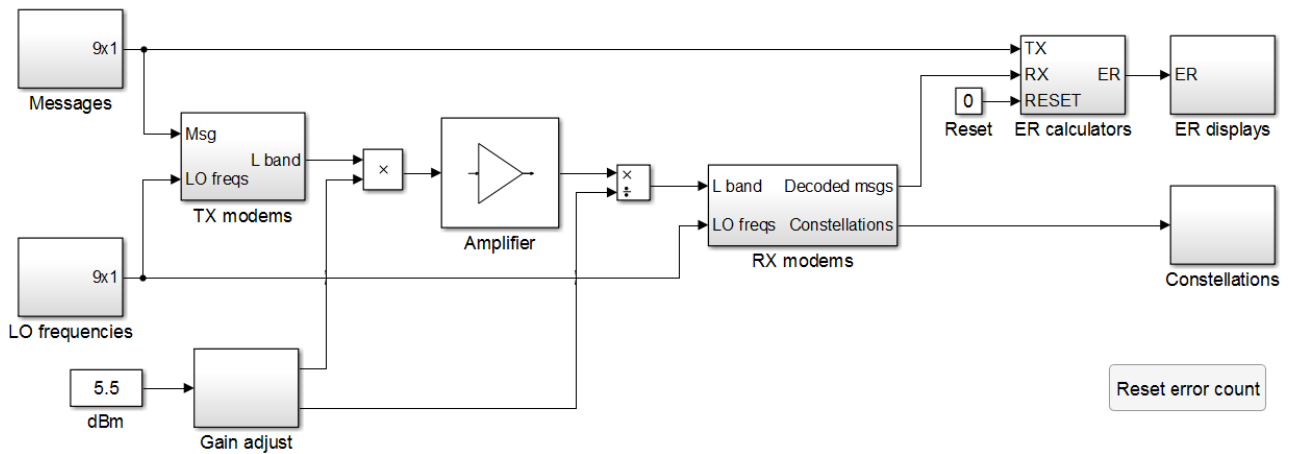 9x1
Messages
Msg
LO freqs
L band
TX modems
9x1
LO frequencies
5.5
dBm
Gain adjust
×
Amplifier
×
÷
L band
LO freqs
Decoded msgs
Constellations
RX modems
0
Reset
TX
RX
RESET
ER
ER calculators
ER
ER displays
Constellations
Reset error count